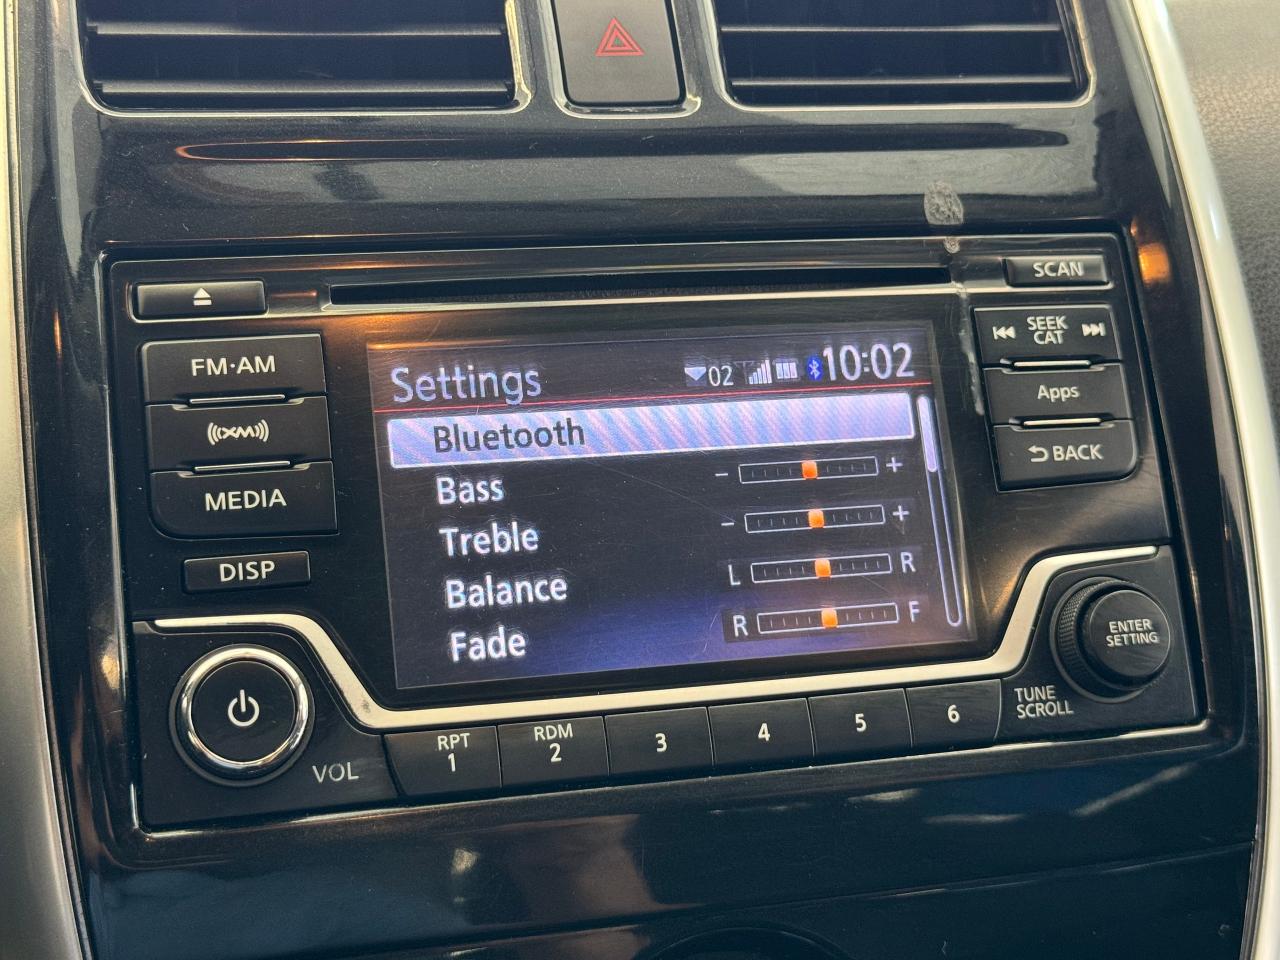 SCAN
FM·AM
SEEK
CAT
Settings
02
10:02
Apps
XM
Bluetooth
BACK
Bass
- +
MEDIA
Treble
- +
DISP
Balance
L R
Fade
R F
ENTER
SETTING
TUNE
SCROLL
VOL
RPT
1
RDM
2
3
4
5
6